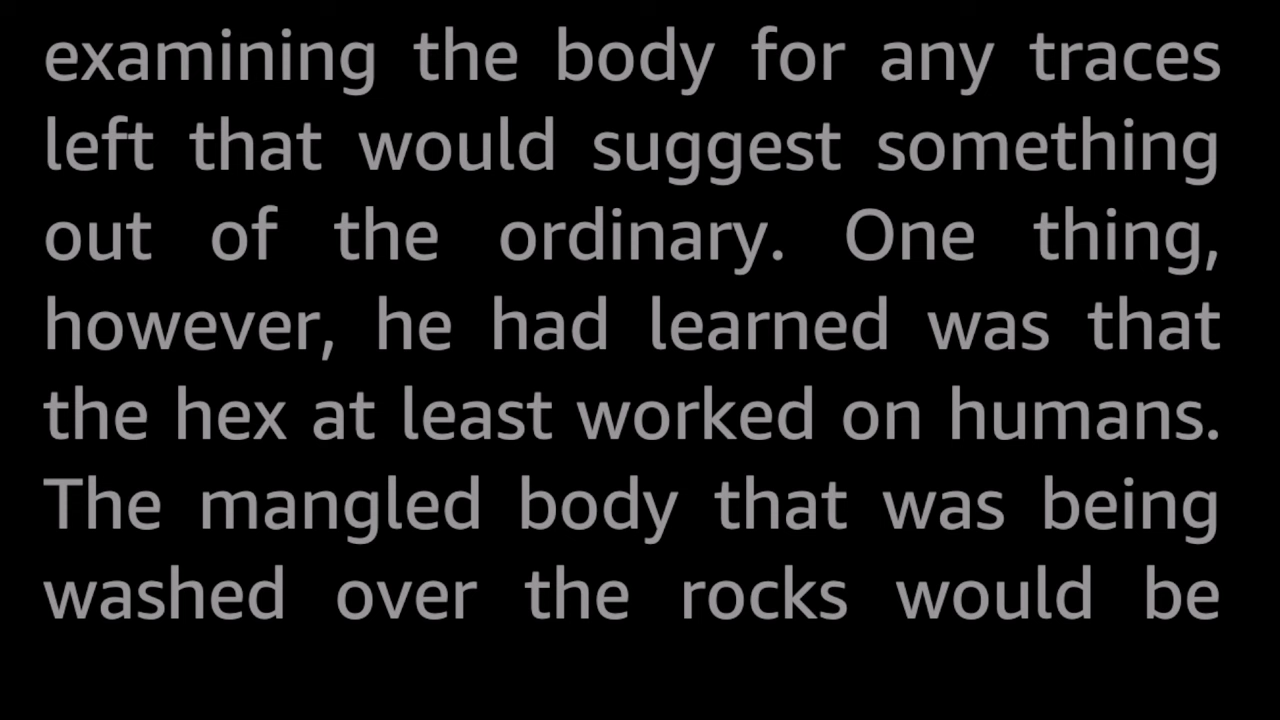 examining the body for any traces
left that would suggest something
out of the ordinary. One thing,
however, he had learned was that
the hex at least worked on humans.
The mangled body that was being
washed over the rocks would be